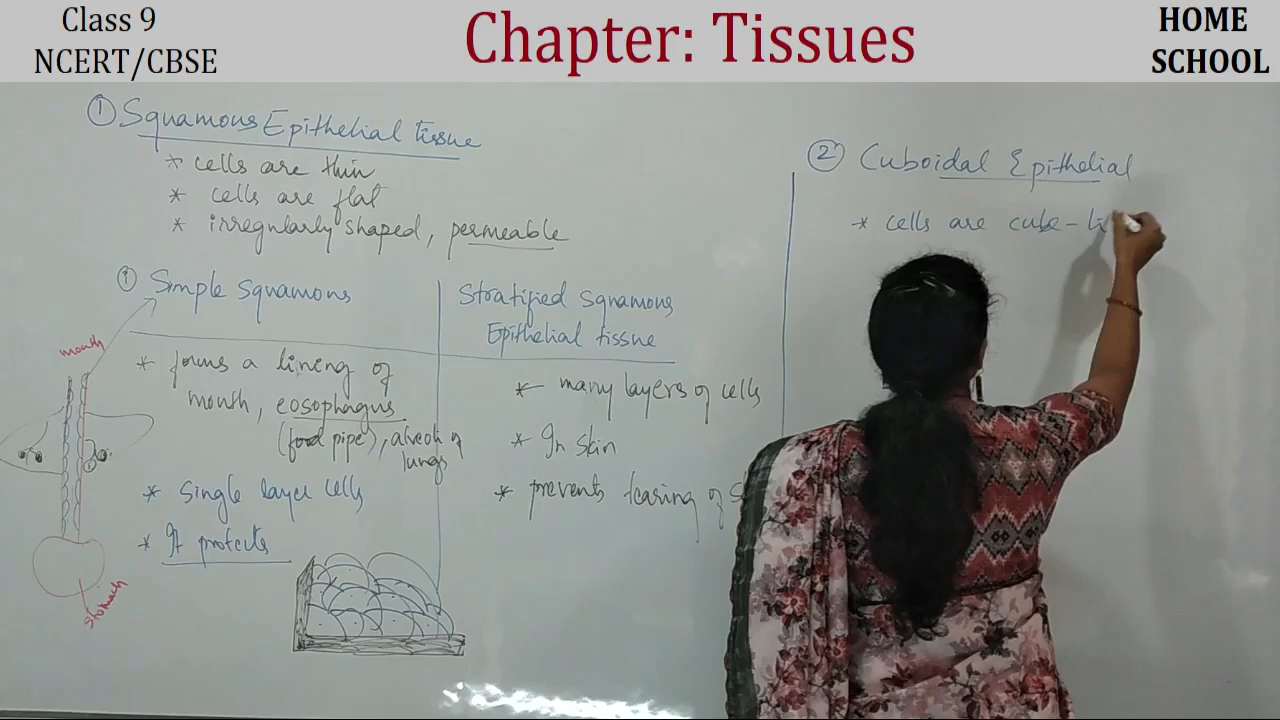 Class 9
NCERT/CBSE
Chapter: Tissues
HOME
SCHOOL
① Squamous Epithelial tissue
* cells are thin
* cells are flat
* irregularly shaped, permeable
① Simple squamous
* forms a lineng of
mouth, eosophagus
(food pipe), alveoli of
lungs
* single layer cells
* It protects
mouth
stomach
Stratified squamous
Epithelial tissue
* many layers of cells
* In skin
* prevents tearing of
② Cuboidal Epithelial
* cells are cube-li